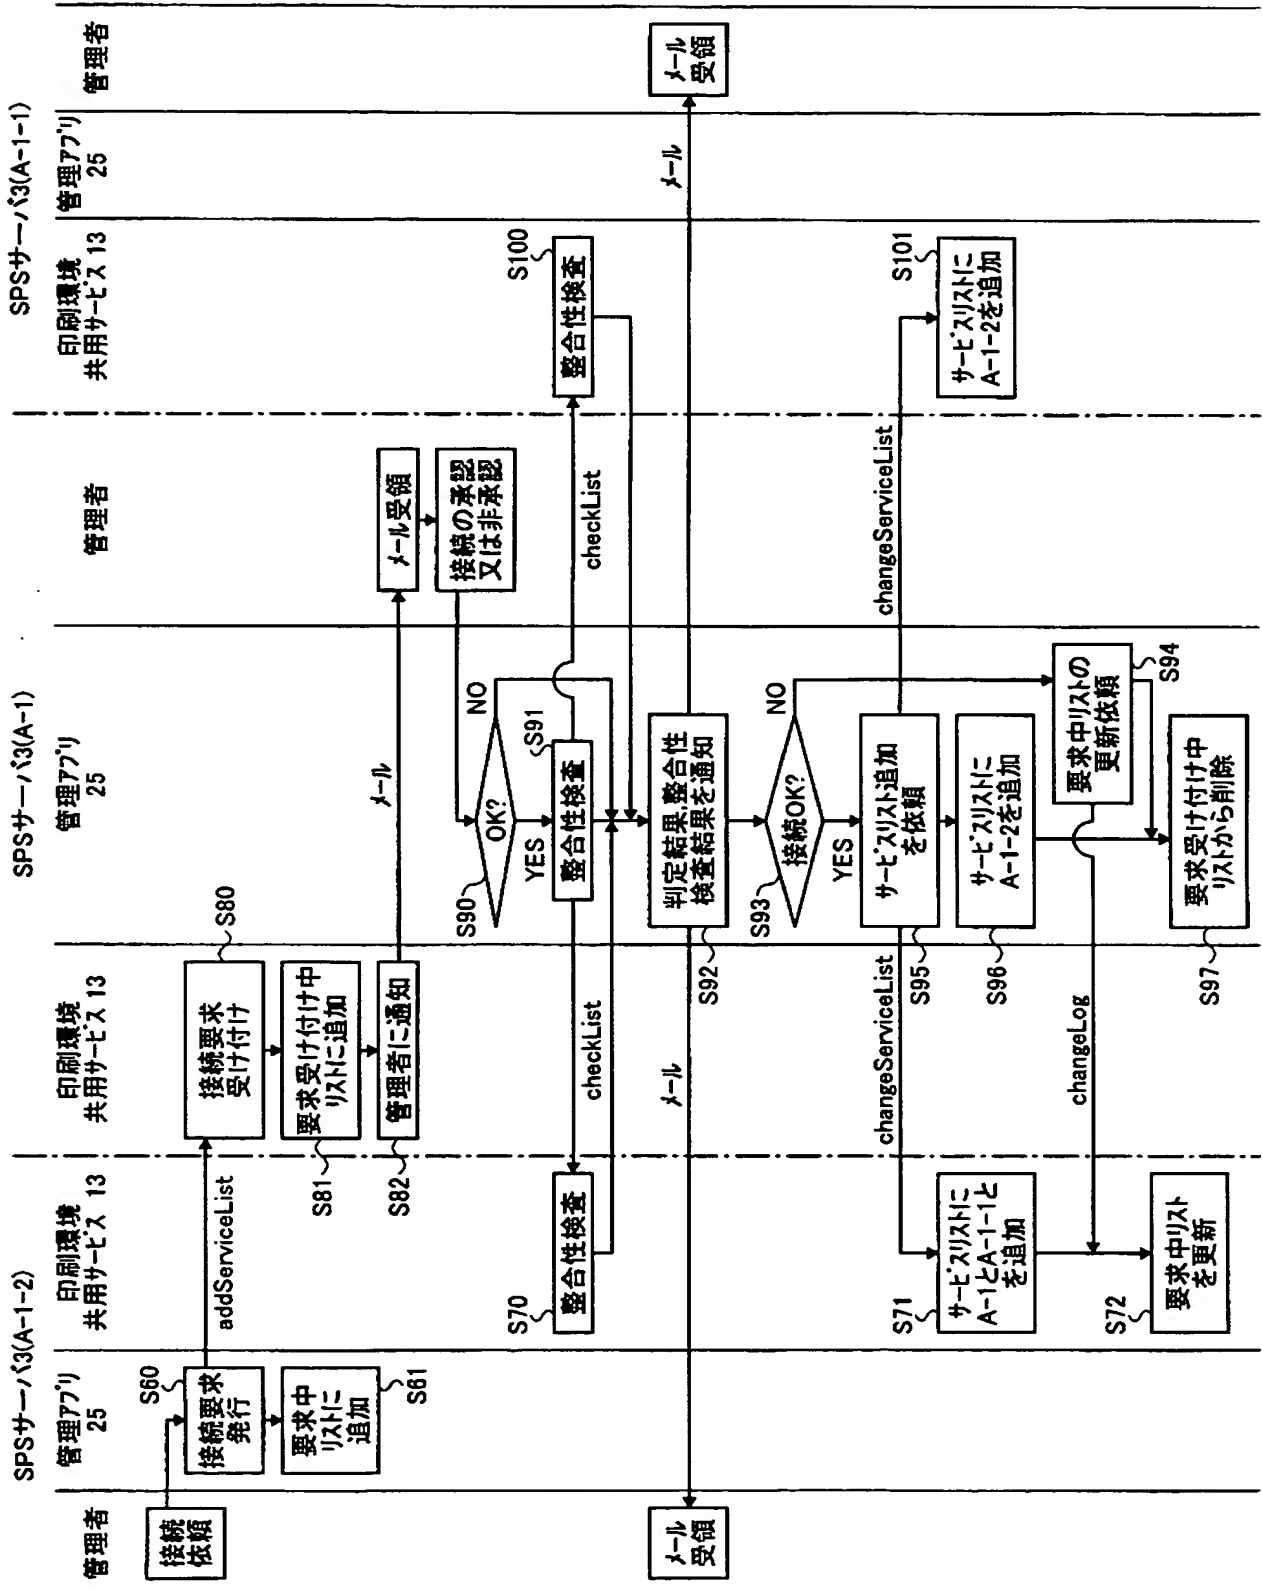 SPSサーバ3(A-1-2)
SPSサーバ3(A-1)
SPSサーバ3(A-1-1)
管理者
管理アプリ
25
印刷環境
共用サービス 13
印刷環境
共用サービス 13
管理アプリ
25
管理者
印刷環境
共用サービス 13
管理アプリ
25
管理者
接続
依頼
S60
接続要求
発行
addServiceList
S80
接続要求
受け付け
要求中
リストに
追加
S61
要求受け付け中
リストに追加
S81
管理者に通知
S82
メール
メール受領
接続の承認
又は非承認
S90
OK?
NO
YES
S70
整合性検査
checkList
整合性検査
S91
checkList
整合性検査
S100
メール
受領
メール
判定結果,整合性
検査結果を通知
S92
メール
メール
受領
S93
接続OK?
NO
YES
changeServiceList
サービスリスト追加
を依頼
S95
changeServiceList
S71
サービスリストに
A-1とA-1-1と
を追加
サービスリストに
A-1-2を追加
S96
サービスリストに
A-1-2を追加
S101
changeLog
要求中リストの
更新依頼
S94
S72
要求中リスト
を更新
要求受け付け中
リストから削除
S97